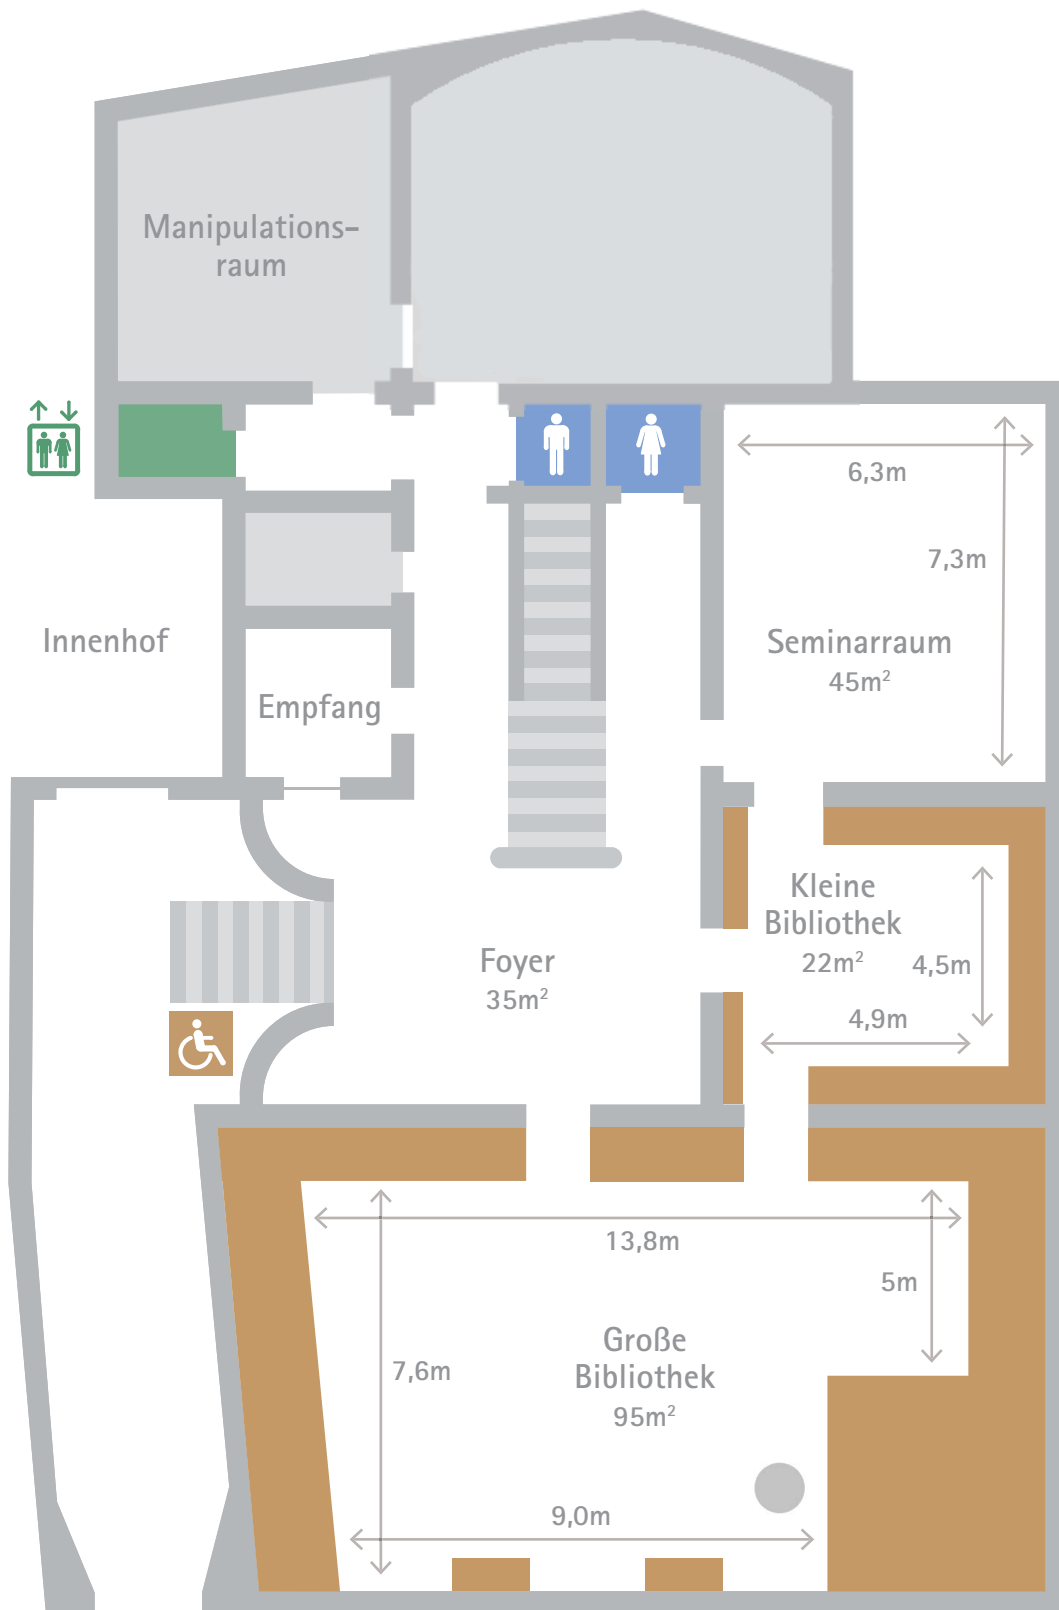 Manipulations-
raum
6,3m
7,3m
Innenhof
Seminarraum
45m²
Empfang
Kleine
Bibliothek
22m²
4,5m
Foyer
35m²
4,9m
13,8m
5m
Große
Bibliothek
95m²
7,6m
9,0m